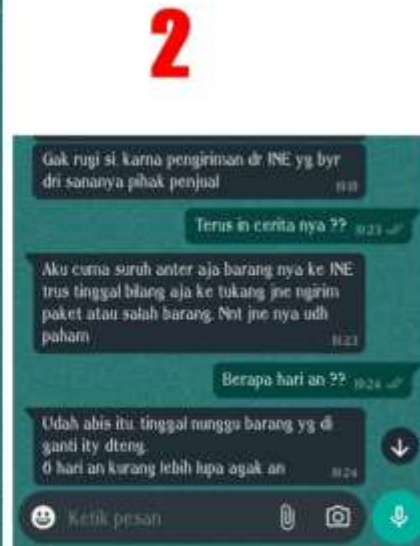 2
Gak rugi si. karna pengiriman dr JNE yg byr
dri sananya pihak penjual
Terus in cerita nya ??
Aku cuma suruh anter aja barang nya ke JNE
trus tinggal bilang aja ke tukang jne ngirim
paket atau salah barang. Nnt jne nya udh
paham
19.23
Berapa hari an ??
Udah abis itu. tinggal nunggu barang yg di
ganti ity dteng.
6 hari an kurang lebih lupa agak an
Ketik pesan